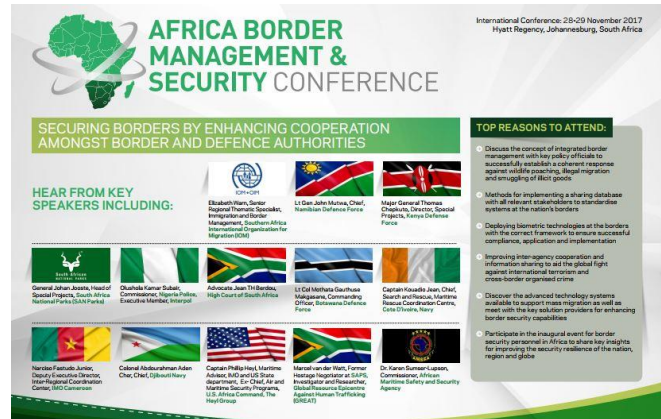 AFRICA BORDER
MANAGEMENT &
SECURITY CONFERENCE
International Conference: 28-29 November 2017
Hyatt Regency, Johannesburg, South Africa
SECURING BORDERS BY ENHANCING COOPERATION
AMONGST BORDER AND DEFENCE AUTHORITIES
HEAR FROM KEY
SPEAKERS INCLUDING:
IOM•OIM
Elizabeth Warn, Senior
Regional Thematic Specialist,
Immigration and Border
Management, Southern Africa
International Organization for
Migration (IOM)
Lt Gen John Mutwa, Chief,
Namibian Defence Force
Major General Thomas
Chepkuto, Director, Special
Projects, Kenya Defense
Force
South African
NATIONAL PARKS
General Johan Jooste, Head of
Special Projects, South Africa
National Parks (SAN Parks)
Olushola Kamar Subair,
Commissioner, Nigeria Police,
Executive Member, Interpol
Advocate Jean TH Berdou,
High Court of South Africa
Lt Col Mothata Gauthuse
Makgasane, Commanding
Officer, Botswana Defence
Force
Captain Kouadio Jean, Chief,
Search and Rescue, Maritime
Rescue Coordination Centre,
Cote D'ivoire, Navy
Narciso Fastudo Junior,
Deputy Executive Director,
Inter-Regional Coordination
Center, IMO Cameroon
Colonel Abdourahman Aden
Cher, Chief, Djibouti Navy
Captain Phillip Heyl, Maritime
Advisor, IMO and US State
department, Ex- Chief, Air and
Maritime Security Programs,
U.S. Africa Command, The
Heyl Group
Marcel van der Watt, Former
Hostage Negotiator at SAPS,
Investigator and Researcher,
Global Resource Epicentre
Against Human Trafficking
(GREAT)
Dr. Karen Sumser-Lupson,
Commissioner, African
Maritime Safety and Security
Agency
TOP REASONS TO ATTEND:
Discuss the concept of integrated border
management with key policy officials to
successfully establish a coherent response
against wildlife poaching, illegal migration
and smuggling of illicit goods
Methods for implementing a sharing database
with all relevant stakeholders to standardise
systems at the nation's borders
Deploying biometric technologies at the borders
with the correct framework to ensure successful
compliance, application and implementation
Improving inter-agency cooperation and
information sharing to aid the global fight
against international terrorism and
cross-border organised crime
Discover the advanced technology systems
available to support mass migration as well as
meet with the key solution providers for enhancing
border security capabilities
Participate in the inaugural event for border
security personnel in Africa to share key insights
for improving the security resilience of the nation,
region and globe